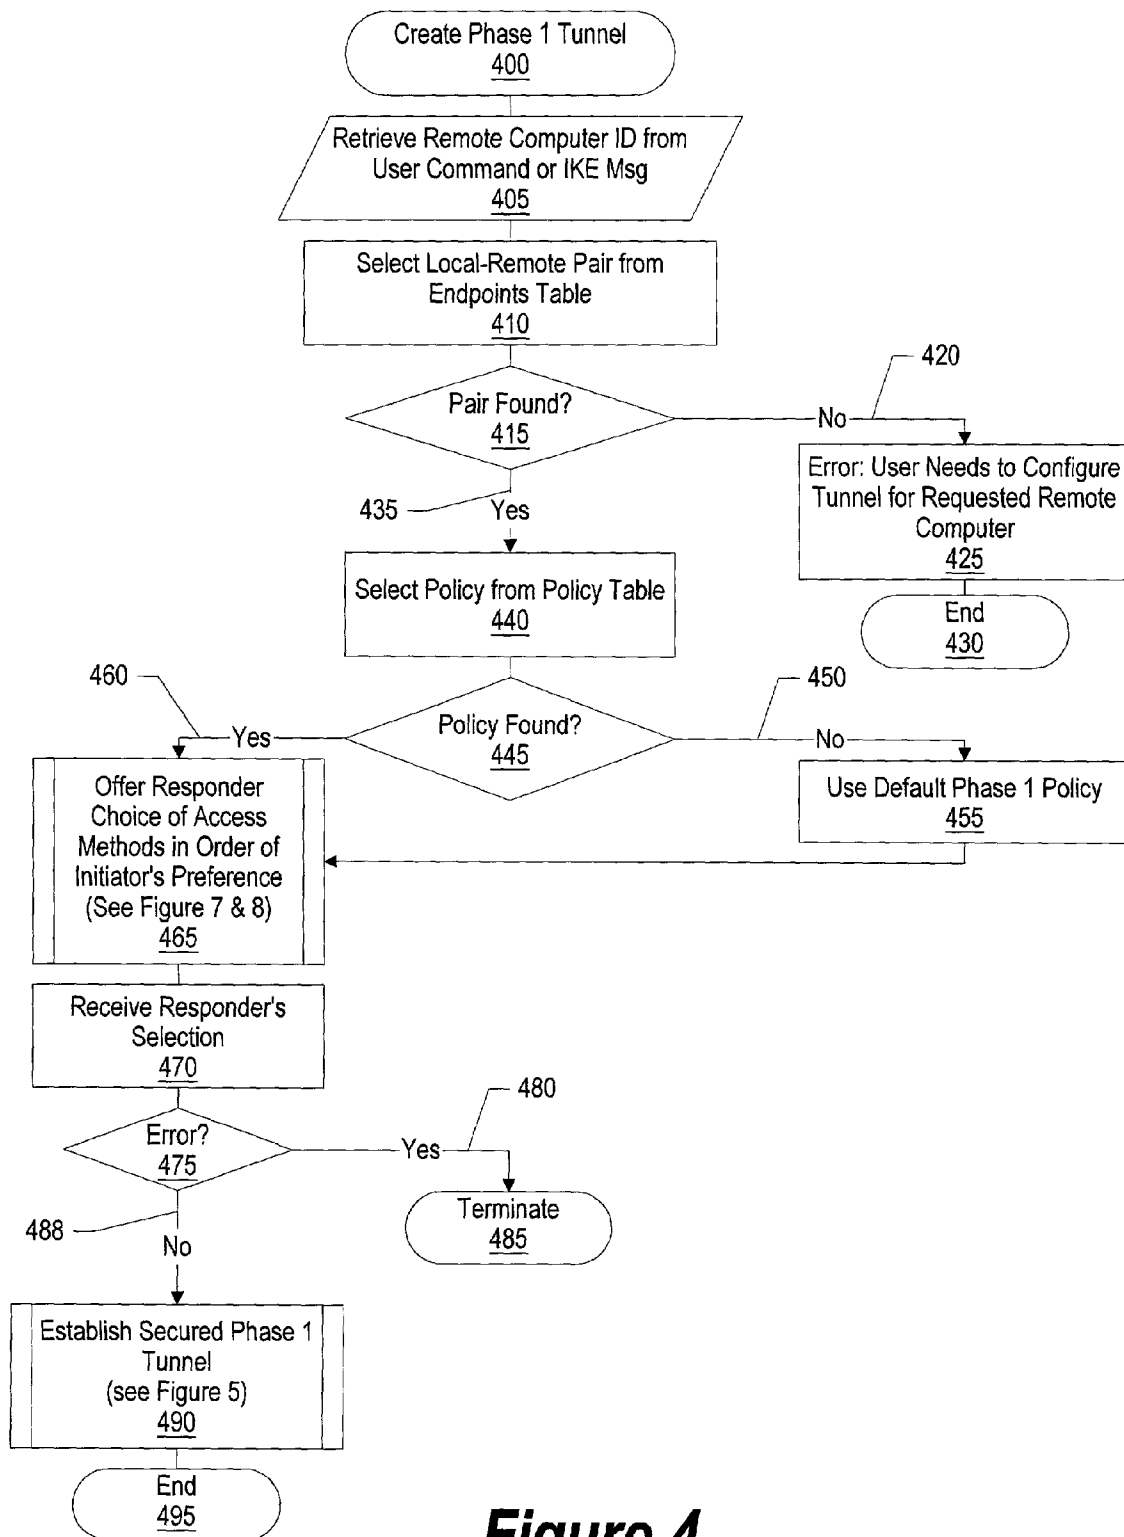 Create Phase 1 Tunnel
400
Retrieve Remote Computer ID from
User Command or IKE Msg
405
Select Local-Remote Pair from
Endpoints Table
410
420
Pair Found?
415
No
Error: User Needs to Configure
Tunnel for Requested Remote
Computer
425
End
430
435
Yes
Select Policy from Policy Table
440
460
450
Policy Found?
445
Yes
No
Offer Responder
Choice of Access
Methods in Order of
Initiator's Preference
(See Figure 7 & 8)
465
Use Default Phase 1 Policy
455
Receive Responder's
Selection
470
480
Error?
475
Yes
Terminate
485
488
No
Establish Secured Phase 1
Tunnel
(see Figure 5)
490
End
495
Figure 4